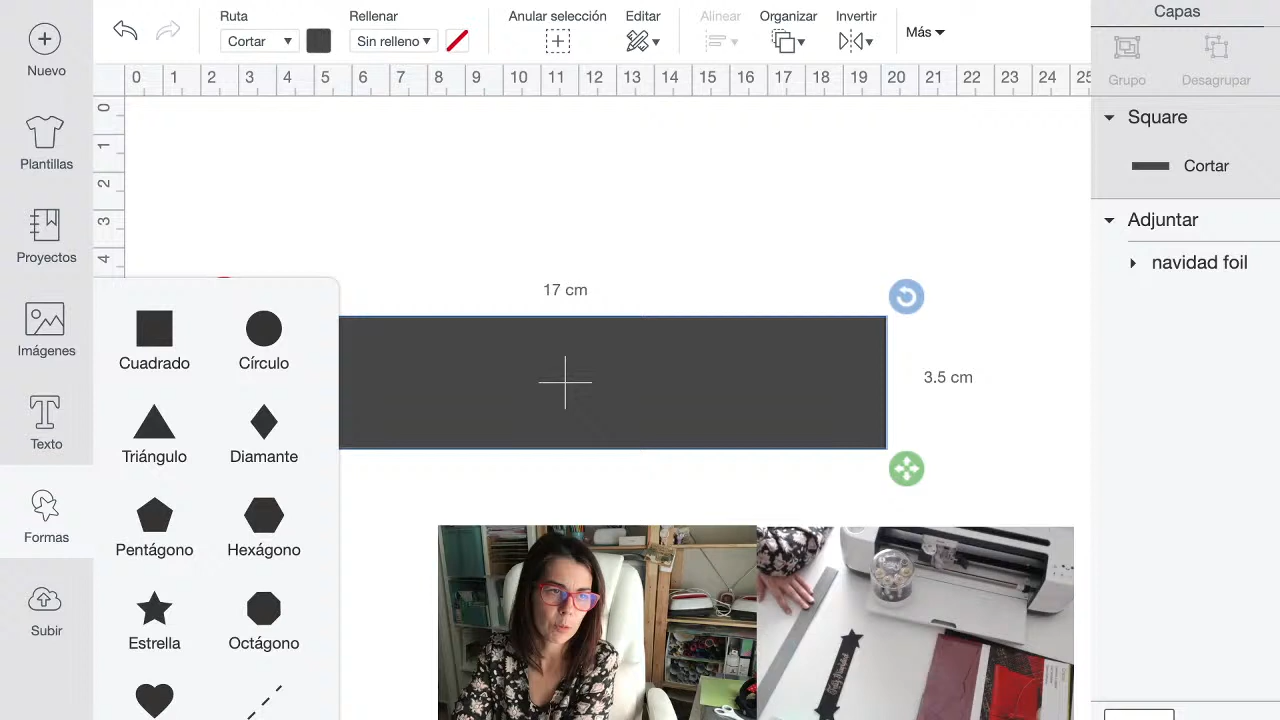 Ruta
Rellenar
Anular selección
Editar
Alinear
Organizar
Invertir
Cortar
Sin relleno
Más
Capas
Grupo
Desagrupar
Nuevo
Plantillas
Proyectos
Imágenes
Texto
Formas
Subir
0 1 2 3 4 5 6 7 8 9 10 11 12 13 14 15 16 17 18 19 20 21 22 23 24 25
0
1
2
3
4
Square
Cortar
Adjuntar
navidad foil
17 cm
3.5 cm
Cuadrado
Círculo
Triángulo
Diamante
Pentágono
Hexágono
Estrella
Octágono